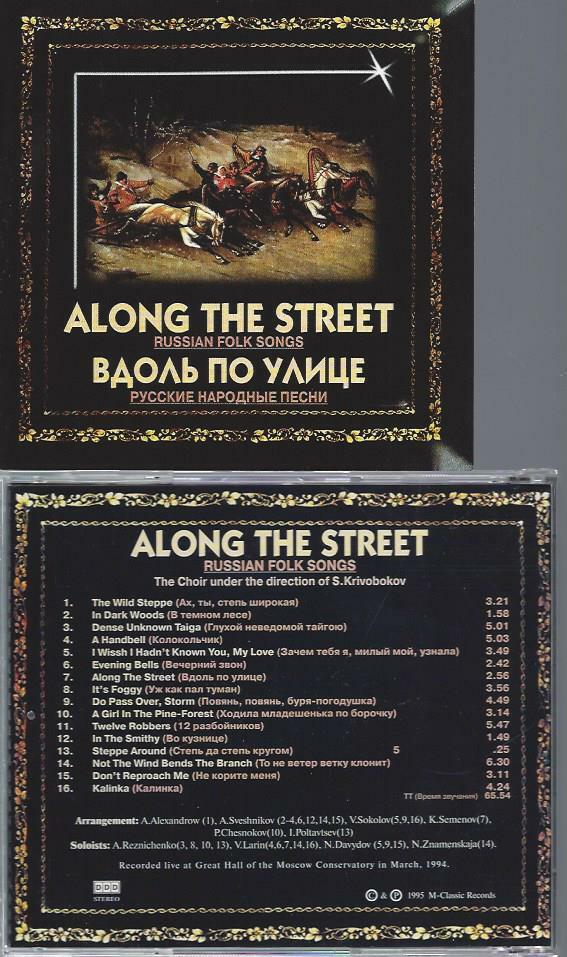 ALONG THE STREET
RUSSIAN FOLK SONGS
ВДОЛЬ ПО УЛИЦЕ
РУССКИЕ НАРОДНЫЕ ПЕСНИ
ALONG THE STREET
RUSSIAN FOLK SONGS
The Choir under the direction of S.Krivobokov
1. The Wild Steppe (Ах, ты, степь широкая) 3.21
2. In Dark Woods (В темном лесе) 1.58
3. Dense Unknown Taiga (Глухой неведомой тайгою) 5.01
4. A Handbell (Колокольчик) 5.03
5. I Wissh I Hadn't Known You, My Love (Зачем тебя я, милый мой, узнала) 3.49
6. Evening Bells (Вечерний звон) 2.42
7. Along The Street (Вдоль по улице) 2.56
8. It's Foggy (Уж как пал туман) 3.56
9. Do Pass Over, Storm (Повянь, повянь, буря-погодушка) 4.49
10. A Girl In The Pine-Forest (Ходила младешенька по борочку) 3.14
11. Twelve Robbers (12 разбойников) 5.47
12. In The Smithy (Во кузнице) 1.49
13. Steppe Around (Степь да степь кругом) 5 .25
14. Not The Wind Bends The Branch (То не ветер ветку клонит) 6.30
15. Don't Reproach Me (Не корите меня) 3.11
16. Kalinka (Калинка) 4.24
TT (Время звучания) 65.54
Arrangement: A.Alexandrow (1), A.Sveshnikov (2-4,6,12,14,15), V.Sokolov(5,9,16), K.Semenov(7),
P.Chesnokov(10), I.Poltavtsev(13)
Soloists: A.Reznichenko(3, 8, 10, 13), V.Larin(4,6,7,14,16), N.Davydov (5,9,15), N.Znamenskaja(14).
Recorded live at Great Hall of the Moscow Conservatory in March, 1994.
DDD
STEREO
© & ℗ 1995 M-Classic Records